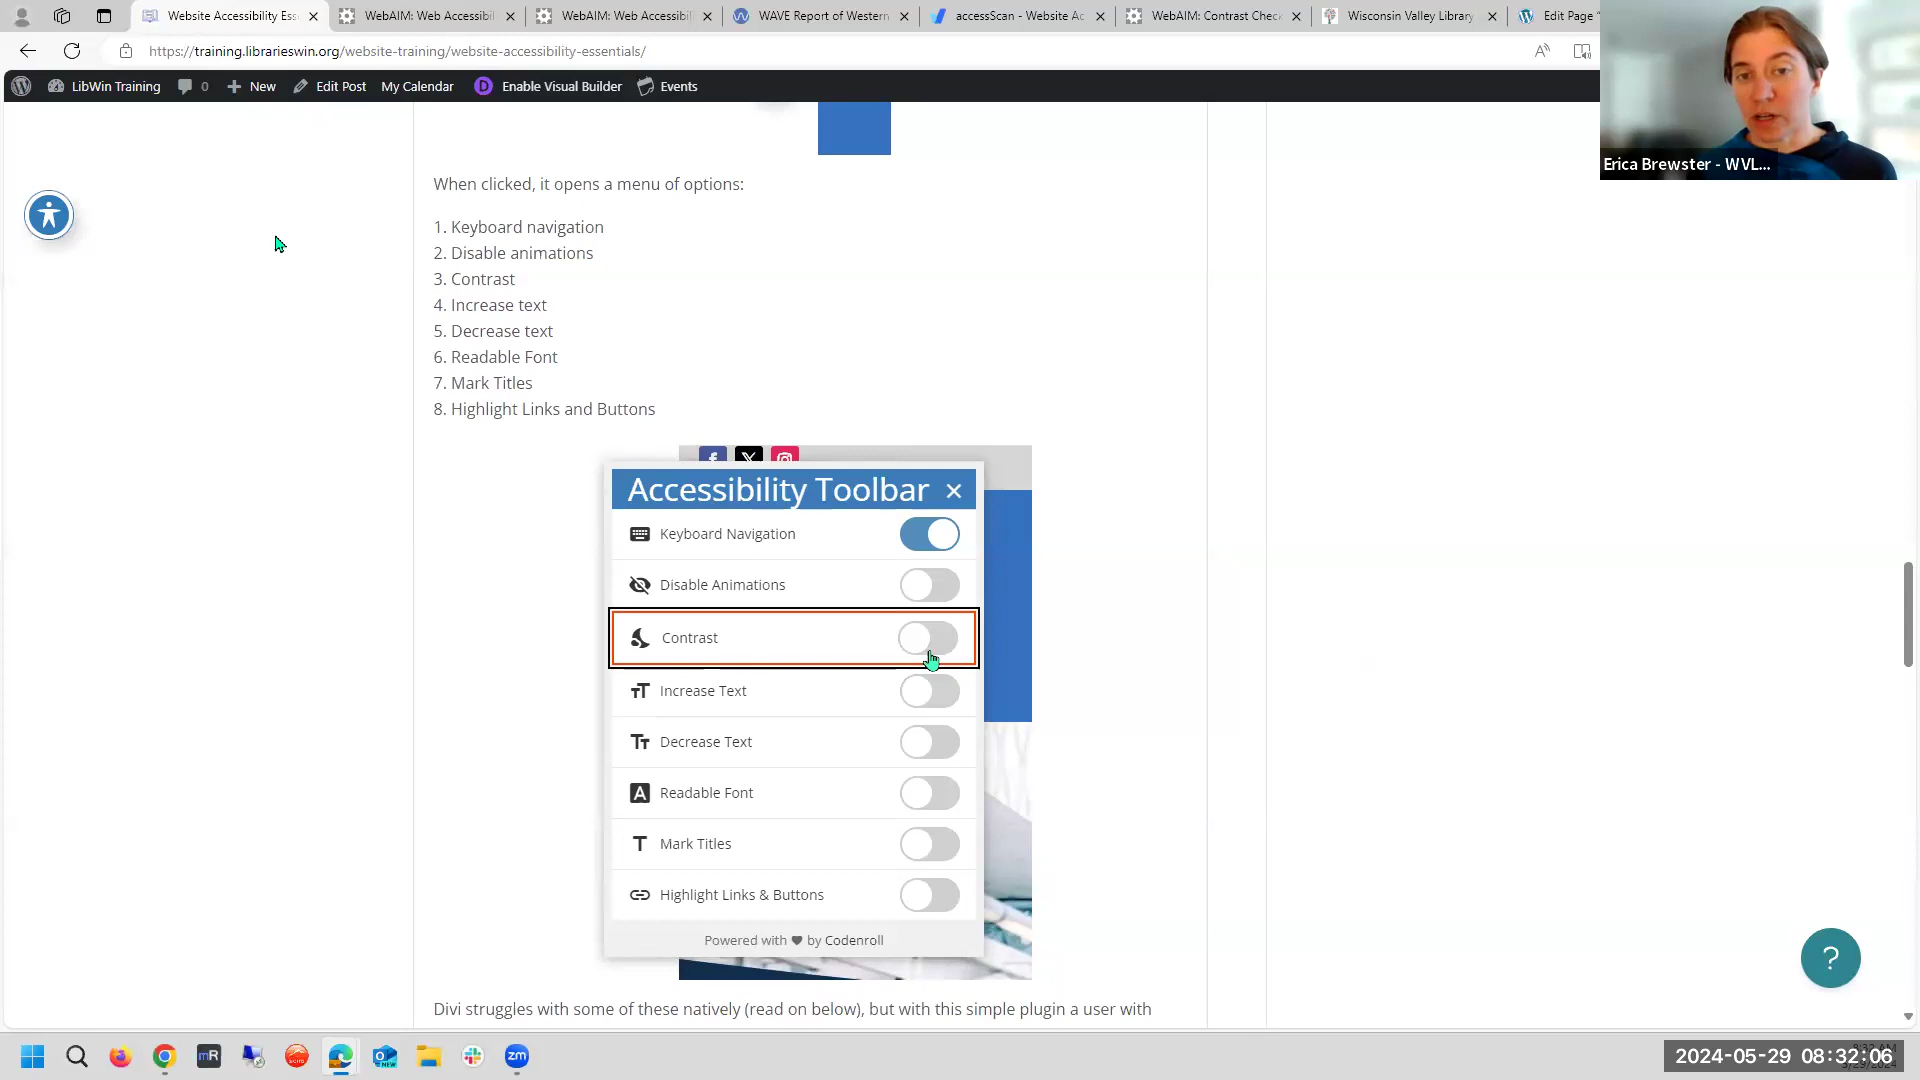 Website Accessibility Ess
WebAIM: Web Accessibil
WebAIM: Web Accessibil
WAVE Report of Western
accessScan - Website Ac
WebAIM: Contrast Check
Wisconsin Valley Library
Edit Page "
https://training.librarieswin.org/website-training/website-accessibility-essentials/
LibWin Training
0
New
Edit Post
My Calendar
D
Enable Visual Builder
Events
Erica Brewster - WVL...
When clicked, it opens a menu of options:
1. Keyboard navigation
2. Disable animations
3. Contrast
4. Increase text
5. Decrease text
6. Readable Font
7. Mark Titles
8. Highlight Links and Buttons
Accessibility Toolbar
Keyboard Navigation
Disable Animations
Contrast
Increase Text
Decrease Text
Readable Font
Mark Titles
Highlight Links & Buttons
Powered with ♥ by Codenroll
?
Divi struggles with some of these natively (read on below), but with this simple plugin a user with
mR
zm
2024-05-29 08:32:06